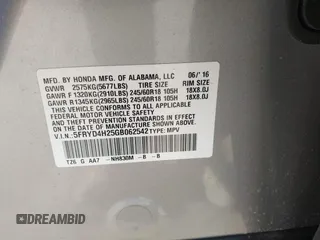 MFD. BY HONDA MFG. OF ALABAMA, LLC 06/'16
GVWR 2575KG(5677LBS) RIM SIZE
GAWR F 1320KG(2910LBS) 245/60R18 105H 18X8.0J
GAWR R 1345KG(2965LBS) 245/60R18 105H 18X8.0J
THIS VEHICLE CONFORMS TO ALL APPLICABLE FEDERAL MOTOR
VEHICLE SAFETY AND THEFT PREVENTION STANDARDS IN EFFECT
ON THE DATE OF MANUFACTURE SHOWN ABOVE.
V.I.N.:5FRYD4H25GB062542 TYPE:MPV
TZ6 G AA7 -NH830M -B -B
DREAMBID